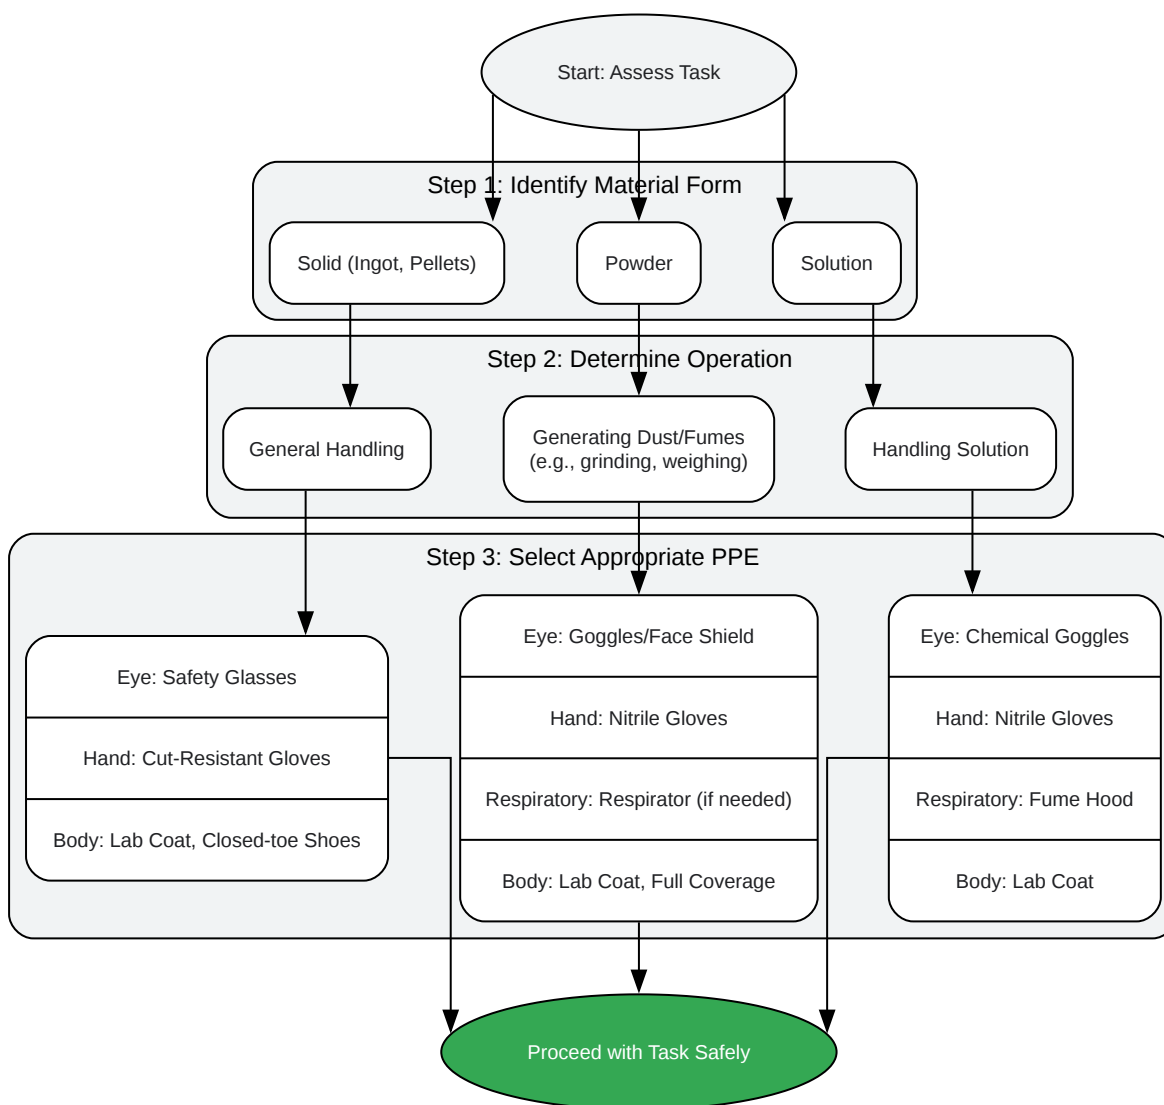 Start: Assess Task
Step 1: Identify Material Form
Solid (Ingot, Pellets)
Powder
Solution
Step 2: Determine Operation
General Handling
Generating Dust/Fumes
(e.g., grinding, weighing)
Handling Solution
Step 3: Select Appropriate PPE
Eye: Safety Glasses
Hand: Cut-Resistant Gloves
Body: Lab Coat, Closed-toe Shoes
Eye: Goggles/Face Shield
Hand: Nitrile Gloves
Respiratory: Respirator (if needed)
Body: Lab Coat, Full Coverage
Eye: Chemical Goggles
Hand: Nitrile Gloves
Respiratory: Fume Hood
Body: Lab Coat
Proceed with Task Safely